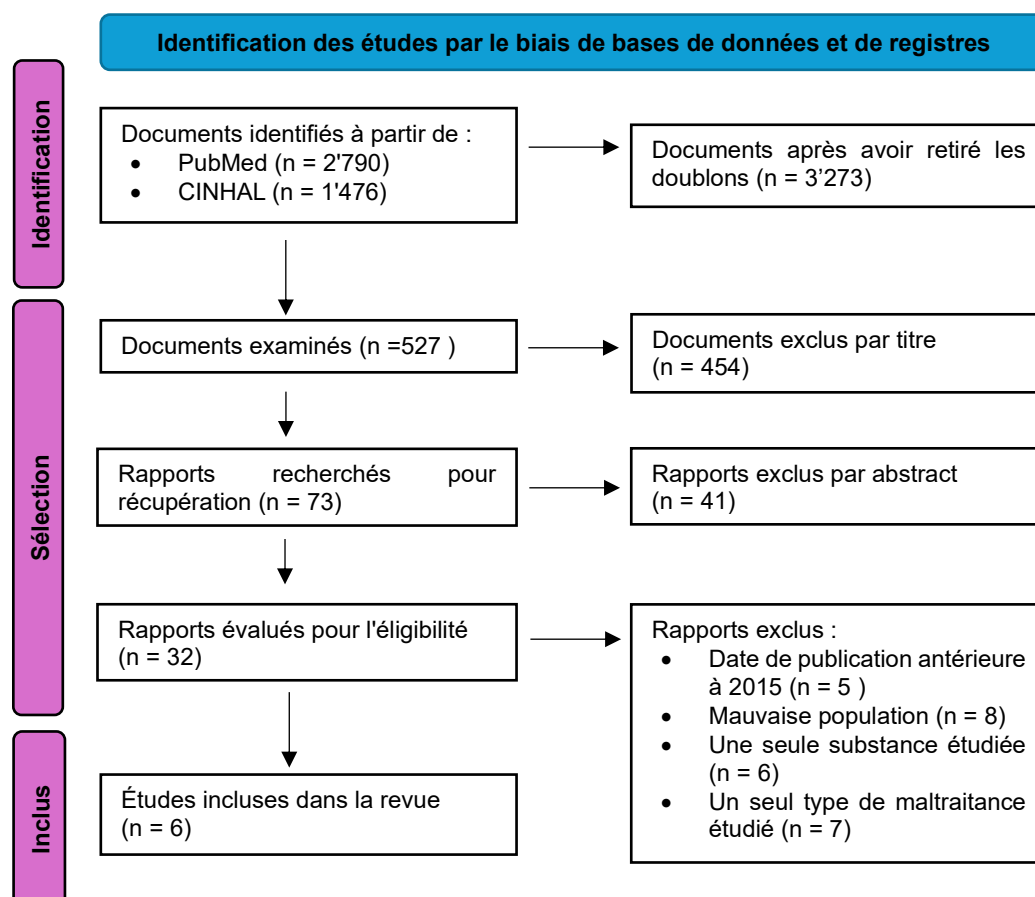 Identification des études par le biais de bases de données et de registres
Identification
Documents identifiés à partir de :
• PubMed (n = 2'790)
• CINHAL (n = 1'476)
Documents après avoir retiré les
doublons (n = 3’273)
Sélection
Documents examinés (n =527 )
Documents exclus par titre
(n = 454)
Rapports recherchés pour
récupération (n = 73)
Rapports exclus par abstract
(n = 41)
Rapports évalués pour l'éligibilité
(n = 32)
Rapports exclus :
• Date de publication antérieure
à 2015 (n = 5 )
• Mauvaise population (n = 8)
• Une seule substance étudiée
(n = 6)
• Un seul type de maltraitance
étudié (n = 7)
Inclus
Études incluses dans la revue
(n = 6)